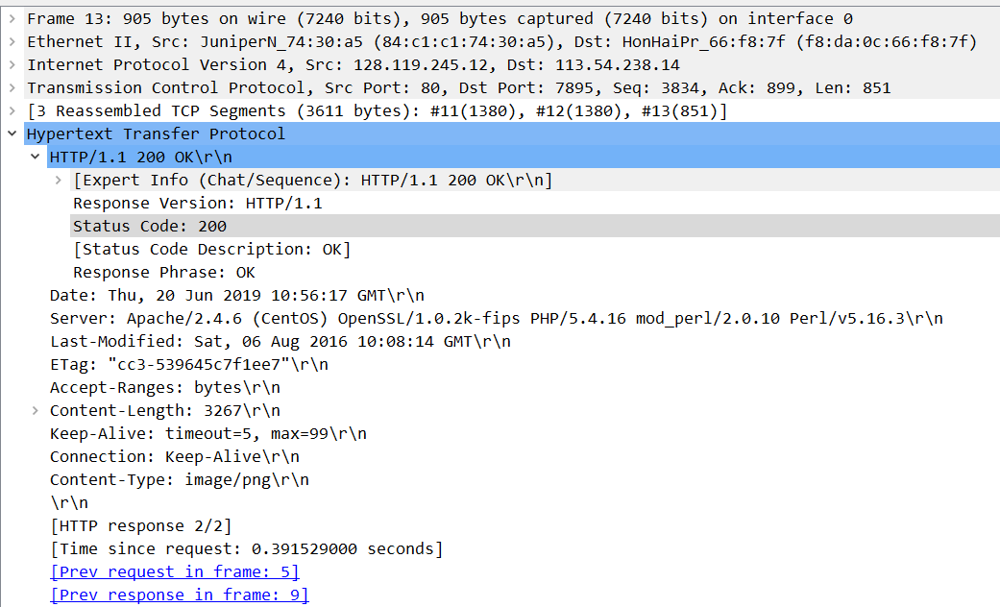 Frame 13: 905 bytes on wire (7240 bits), 905 bytes captured (7240 bits) on interface 0
Ethernet II, Src: JuniperN_74:30:a5 (84:c1:c1:74:30:a5), Dst: HonHaiPr_66:f8:7f (f8:da:0c:66:f8:7f)
Internet Protocol Version 4, Src: 128.119.245.12, Dst: 113.54.238.14
Transmission Control Protocol, Src Port: 80, Dst Port: 7895, Seq: 3834, Ack: 899, Len: 851
[3 Reassembled TCP Segments (3611 bytes): #11(1380), #12(1380), #13(851)]
Hypertext Transfer Protocol
HTTP/1.1 200 OK\r\n
[Expert Info (Chat/Sequence): HTTP/1.1 200 OK\r\n]
Response Version: HTTP/1.1
Status Code: 200
[Status Code Description: OK]
Response Phrase: OK
Date: Thu, 20 Jun 2019 10:56:17 GMT\r\n
Server: Apache/2.4.6 (CentOS) OpenSSL/1.0.2k-fips PHP/5.4.16 mod_perl/2.0.10 Perl/v5.16.3\r\n
Last-Modified: Sat, 06 Aug 2016 10:08:14 GMT\r\n
ETag: "cc3-539645c7f1ee7"\r\n
Accept-Ranges: bytes\r\n
Content-Length: 3267\r\n
Keep-Alive: timeout=5, max=99\r\n
Connection: Keep-Alive\r\n
Content-Type: image/png\r\n
\r\n
[HTTP response 2/2]
[Time since request: 0.391529000 seconds]
[Prev request in frame: 5]
[Prev response in frame: 9]